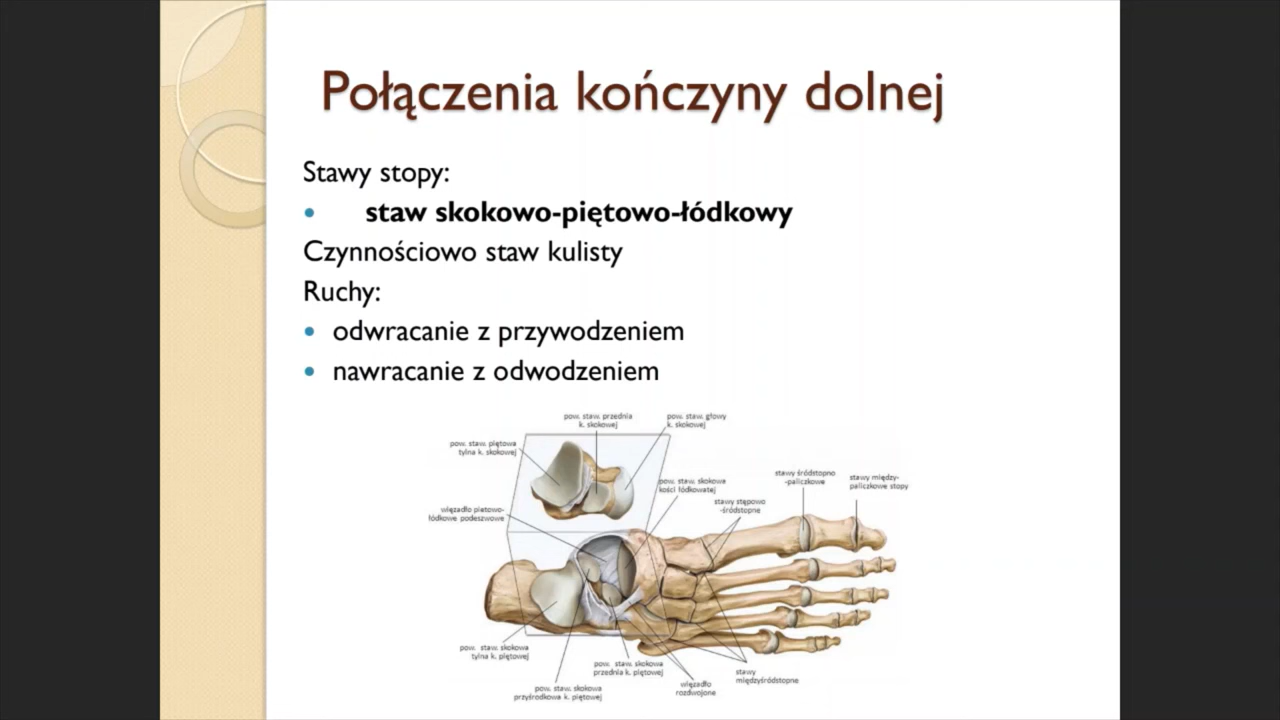 Połączenia kończyny dolnej
Stawy stopy:
• staw skokowo-piętowo-łódkowy
Czynnościowo staw kulisty
Ruchy:
• odwracanie z przywodzeniem
• nawracanie z odwodzeniem
pow. staw. przednia
k. skokowej
pow. staw. głowy
k. skokowej
pow. staw. piętowa
tylna k. skokowej
pow. staw. skokowa
kości łódkowatej
stawy śródstopno
-paliczkowe
stawy między-
paliczkowe stopy
stawy stępowo
-śródstopne
więzadło piętowo-
łódkowe podeszwowe
pow. staw. skokowa
tylna k. piętowej
pow. staw. skokowa
przednia k. piętowej
pow. staw. skokowa
przyśrodkowa k. piętowej
więzadło
rozdwojone
stawy
międzyśródstopne